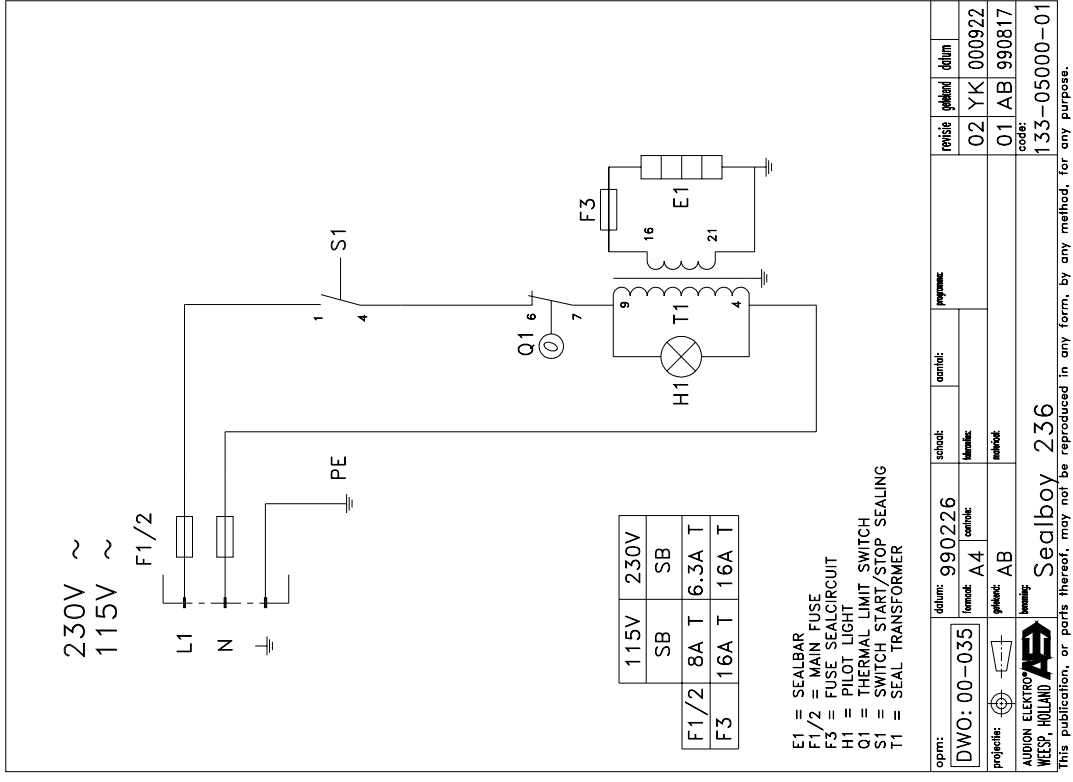 230V ~
115V ~
F1/2
L1
N
PE
S1
1
4
Q1
6
7
9
4
T1
H1
F3
16
21
E1
115V 230V
SB SB
F1/2 8A T 6.3A T
F3 16A T 16A T
E1 = SEALBAR
F1/2 = MAIN FUSE
F3 = FUSE SEALCIRCUIT
H1 = PILOT LIGHT
Q1 = THERMAL LIMIT SWITCH
S1 = SWITCH START/STOP SEALING
T1 = SEAL TRANSFORMER
opm:
DWO: 00-035
projectie:
AUDION ELEKTRO®
WEESP, HOLLAND AE
datum: 990226
schaal:
aantal:
programma:
formaat: A4
controle:
toleranties:
getekend: AB
materiaal:
benaming:
Sealboy 236
revisie getekend datum
02 YK 000922
01 AB 990817
code:
133-05000-01
This publication, or parts thereof, may not be reproduced in any form, by any method, for any purpose.